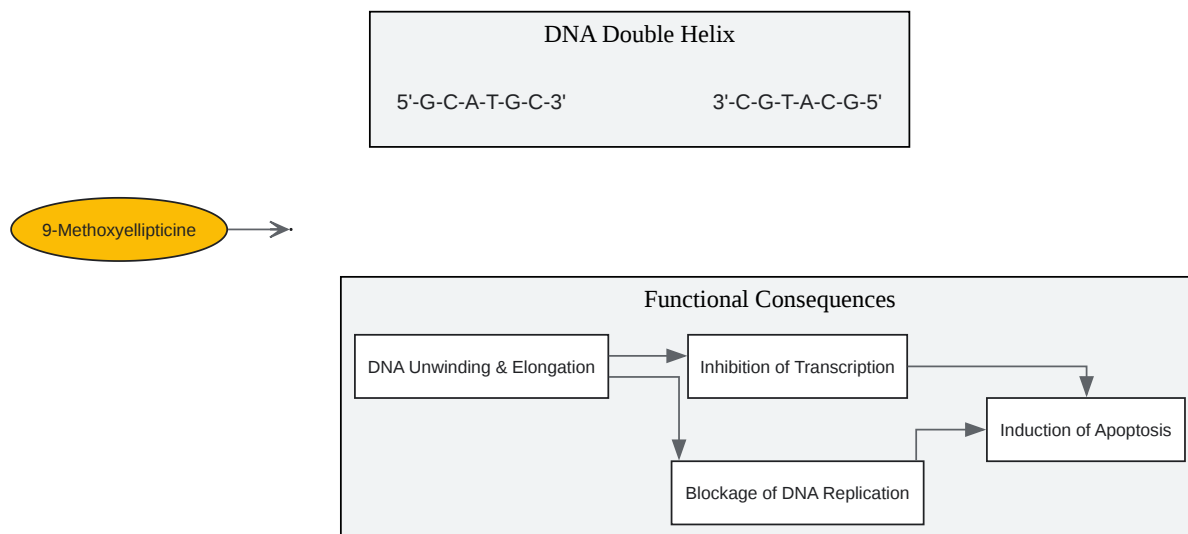 DNA Double Helix
5'-G-C-A-T-G-C-3'
3'-C-G-T-A-C-G-5'
9-Methoxyellipticine
Functional Consequences
DNA Unwinding & Elongation
Inhibition of Transcription
Induction of Apoptosis
Blockage of DNA Replication